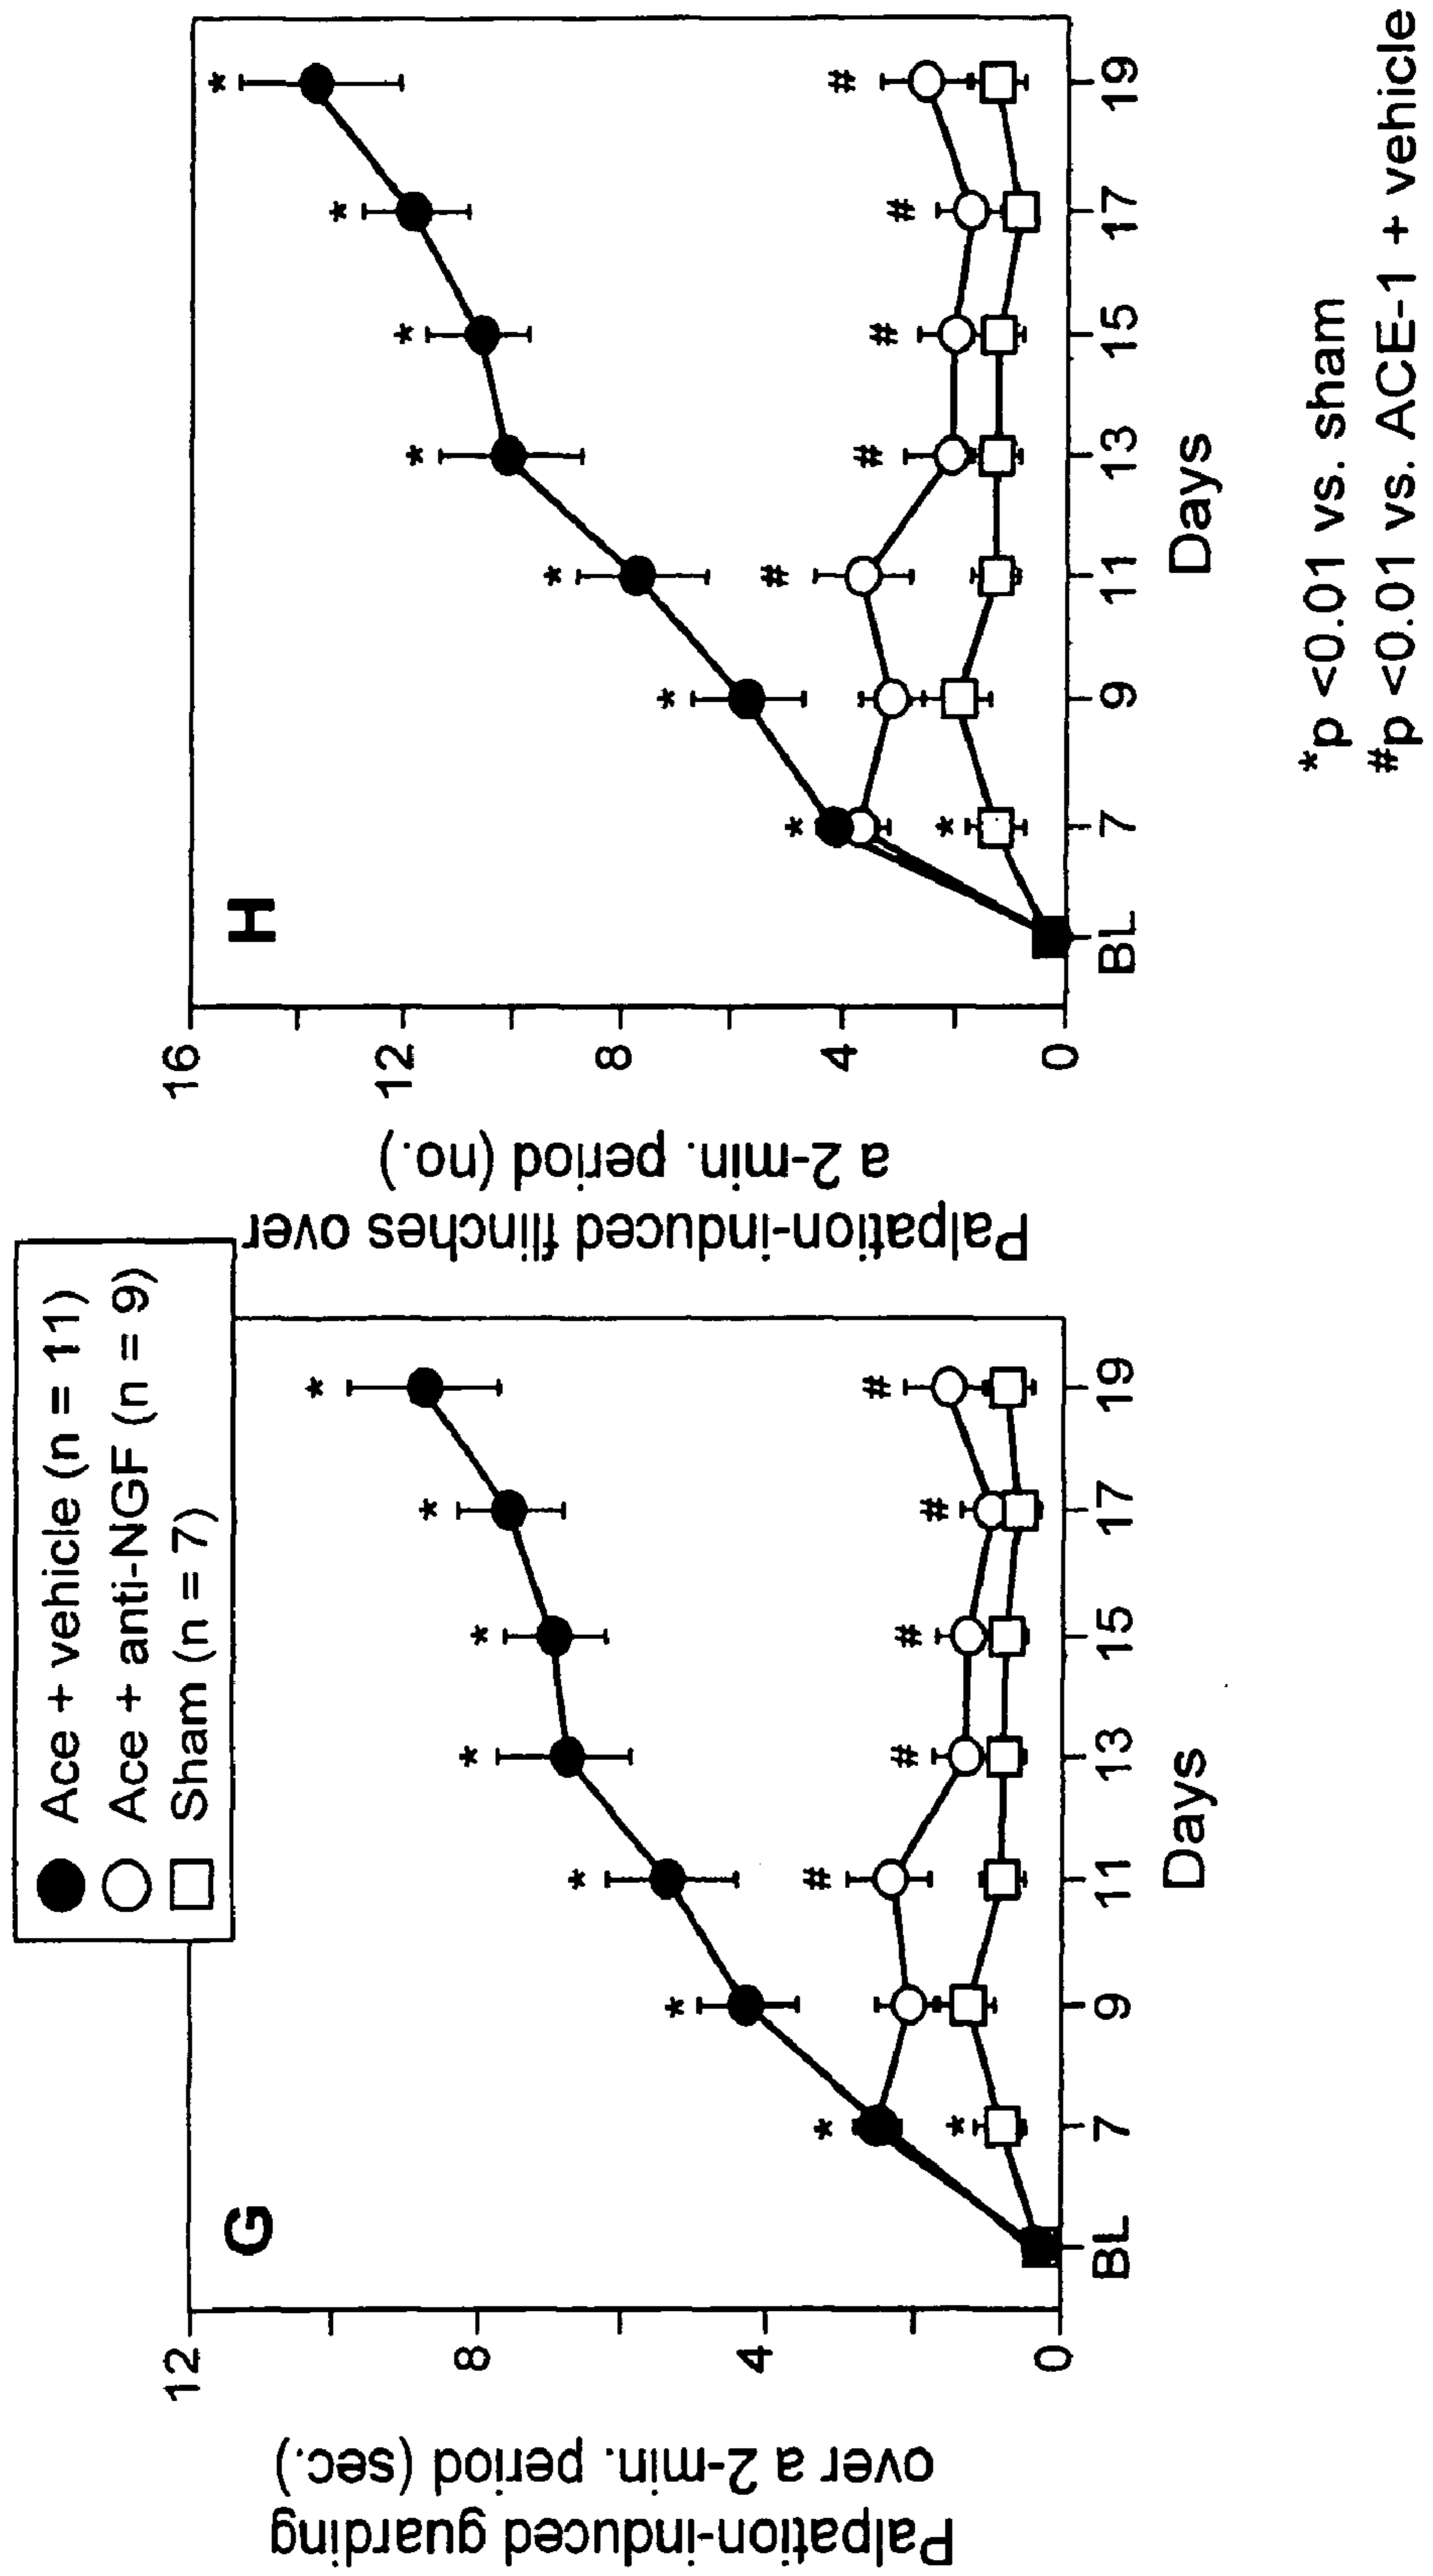 Ace + vehicle (n = 11)
Ace + anti-NGF (n = 9)
Sham (n = 7)
G
Palpation-induced guarding
over a 2-min. period (sec.)
12
8
4
0
* * * * * * *
# # # # #
*
BL 7 9 11 13 15 17 19
Days
H
Palpation-induced flinches over
a 2-min. period (no.)
16
12
8
4
0
* * * * * * *
# # # # #
*
BL 7 9 11 13 15 17 19
Days
*p <0.01 vs. sham
#p <0.01 vs. ACE-1 + vehicle